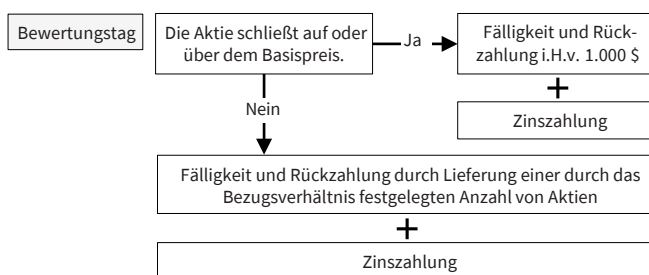 Bewertungstag
Die Aktie schließt auf oder
über dem Basispreis.
Ja
Fälligkeit und Rück-
zahlung i.H.v. 1.000 $
+
Zinszahlung
Nein
Fälligkeit und Rückzahlung durch Lieferung einer durch das
Bezugsverhältnis festgelegten Anzahl von Aktien
+
Zinszahlung